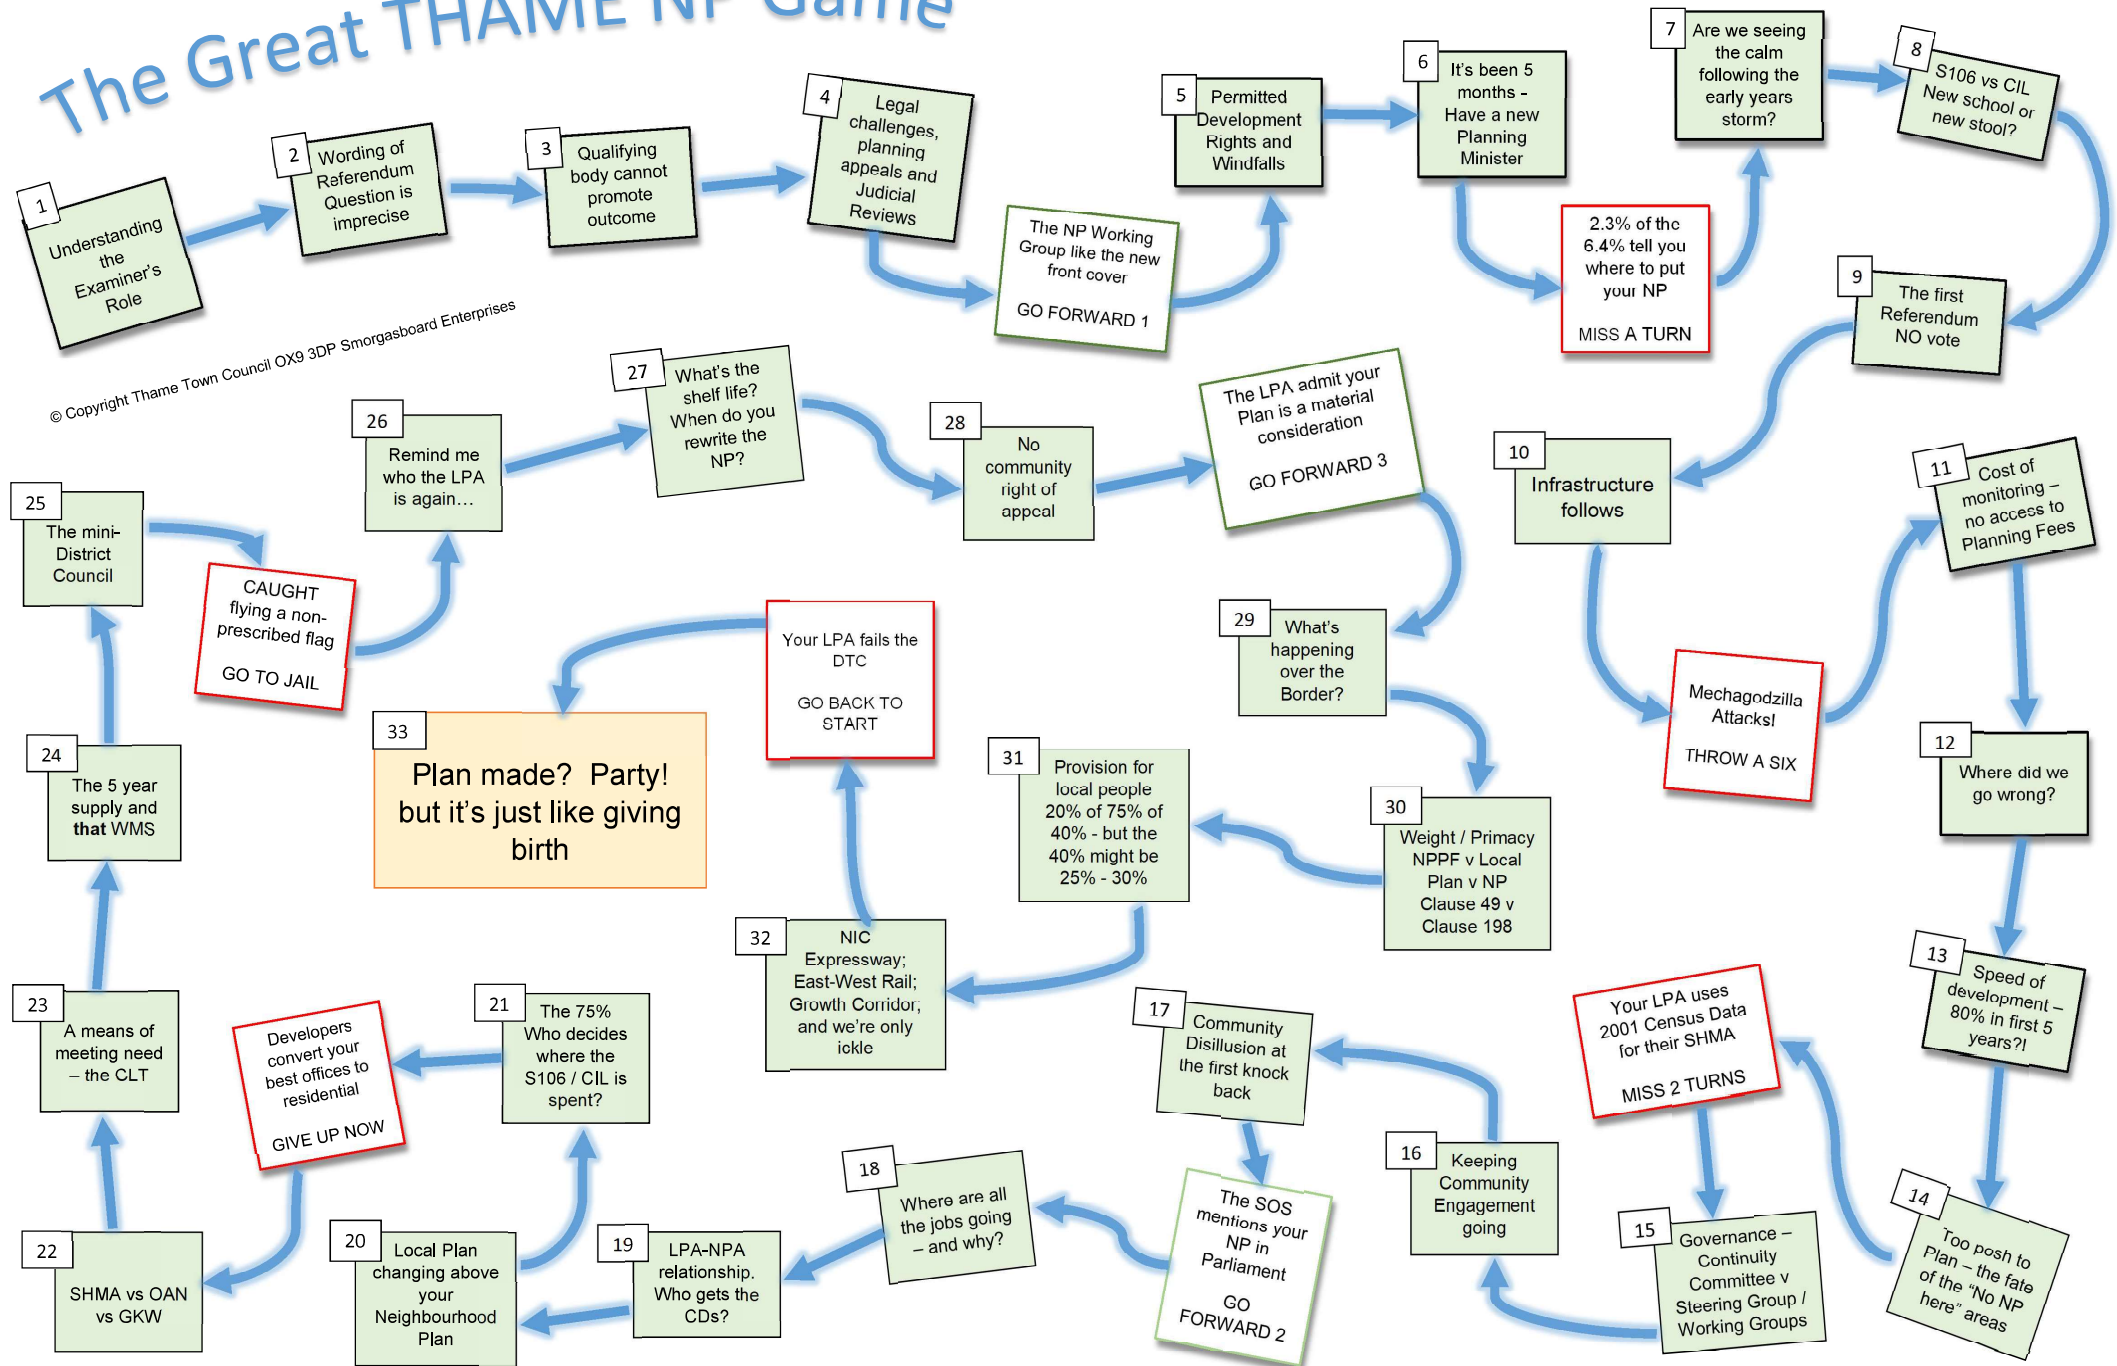 The Great THAME NP Game
1
Understanding
the
Examiner's
Role
2
Wording of
Referendum
Question is
imprecise
3
Qualifying
body cannot
promote
outcome
4
Legal
challenges,
planning
appeals and
Judicial
Reviews
The NP Working
Group like the new
front cover
GO FORWARD 1
5
Permitted
Development
Rights and
Windfalls
6
It's been 5
months -
Have a new
Planning
Minister
2.3% of the
6.4% tell you
where to put
your NP
MISS A TURN
7
Are we seeing
the calm
following the
early years
storm?
8
S106 vs CIL
New school or
new stool?
9
The first
Referendum
NO vote
10
Infrastructure
follows
Mechagodzilla
Attacks!
THROW A SIX
11
Cost of
monitoring –
no access to
Planning Fees
12
Where did we
go wrong?
13
Speed of
development –
80% in first 5
years?!
14
Too posh to
Plan – the fate
of the "No NP
here" areas
Your LPA uses
2001 Census Data
for their SHMA
MISS 2 TURNS
15
Governance –
Continuity
Committee v
Steering Group /
Working Groups
16
Keeping
Community
Engagement
going
17
Community
Disillusion at
the first knock
back
The SOS
mentions your
NP in
Parliament
GO
FORWARD 2
18
Where are all
the jobs going
– and why?
19
LPA-NPA
relationship.
Who gets the
CDs?
20
Local Plan
changing above
your
Neighbourhood
Plan
21
The 75%
Who decides
where the
S106 / CIL is
spent?
Developers
convert your
best offices to
residential
GIVE UP NOW
22
SHMA vs OAN
vs GKW
23
A means of
meeting need
– the CLT
24
The 5 year
supply and
that WMS
25
The mini-
District
Council
CAUGHT
flying a non-
prescribed flag
GO TO JAIL
26
Remind me
who the LPA
is again…
27
What's the
shelf life?
When do you
rewrite the
NP?
28
No
community
right of
appeal
The LPA admit your
Plan is a material
consideration
GO FORWARD 3
29
What's
happening
over the
Border?
30
Weight / Primacy
NPPF v Local
Plan v NP
Clause 49 v
Clause 198
31
Provision for
local people
20% of 75% of
40% - but the
40% might be
25% - 30%
32
NIC
Expressway;
East-West Rail;
Growth Corridor;
and we're only
ickle
Your LPA fails the
DTC
GO BACK TO
START
33
Plan made? Party!
but it's just like giving
birth
© Copyright Thame Town Council OX9 3DP Smorgasboard Enterprises